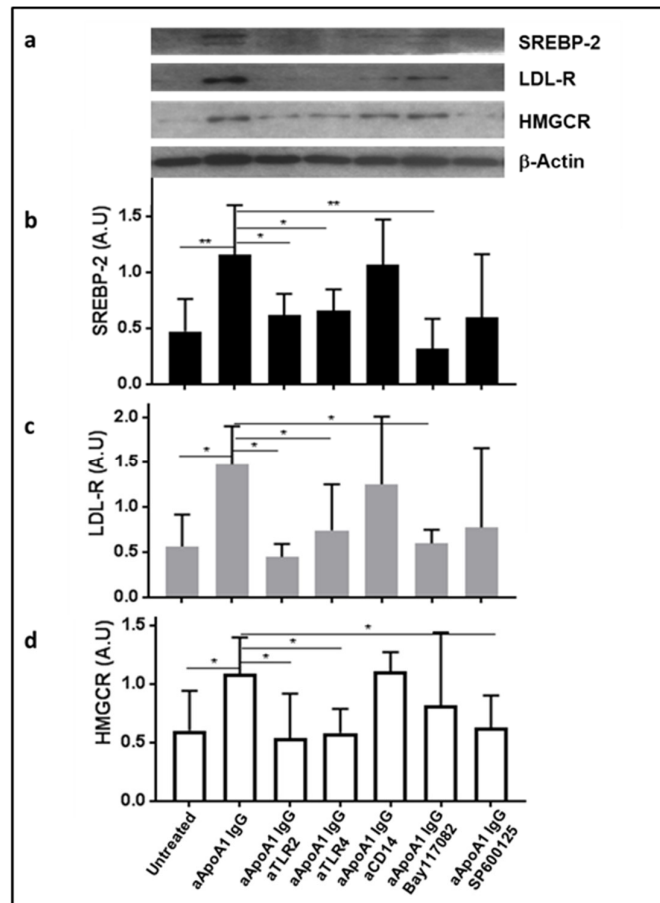 a
SREBP-2
LDL-R
HMGCR
β-Actin
b
SREBP-2 (A.U)
1.5
1.0
0.5
0.0
**
*
*
**
c
LDL-R (A.U)
2.0
1.5
1.0
0.5
0.0
*
*
*
*
d
HMGCR (A.U)
1.5
1.0
0.5
0.0
*
*
*
*
Untreated
aApoA1 IgG
aApoA1 IgG
aTLR2
aApoA1 IgG
aTLR4
aApoA1 IgG
aCD14
aApoA1 IgG
Bay117082
aApoA1 IgG
SP600125